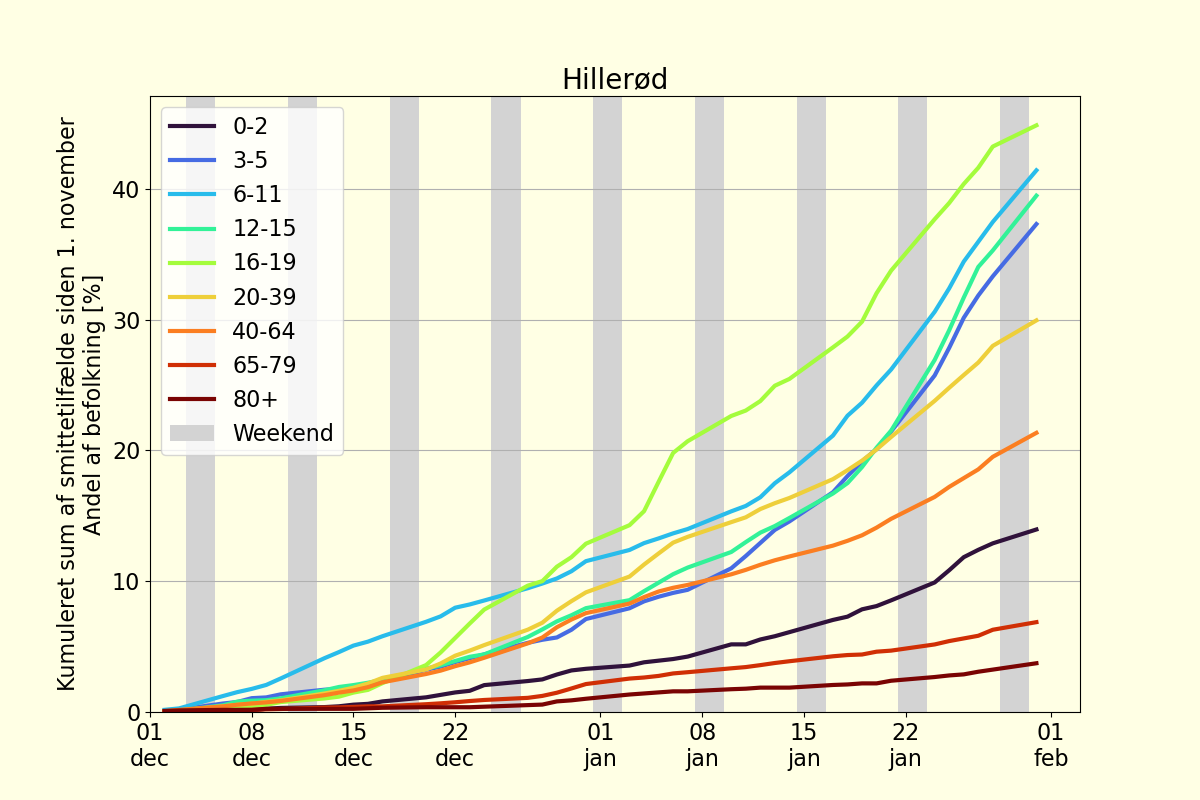 Hillerød
Kumuleret sum af smittetilfælde siden 1. november
Andel af befolkning [%]
40
30
20
10
0
0-2
3-5
6-11
12-15
16-19
20-39
40-64
65-79
80+
Weekend
01 08 15 22 01 08 15 22 01
dec dec dec dec jan jan jan jan feb